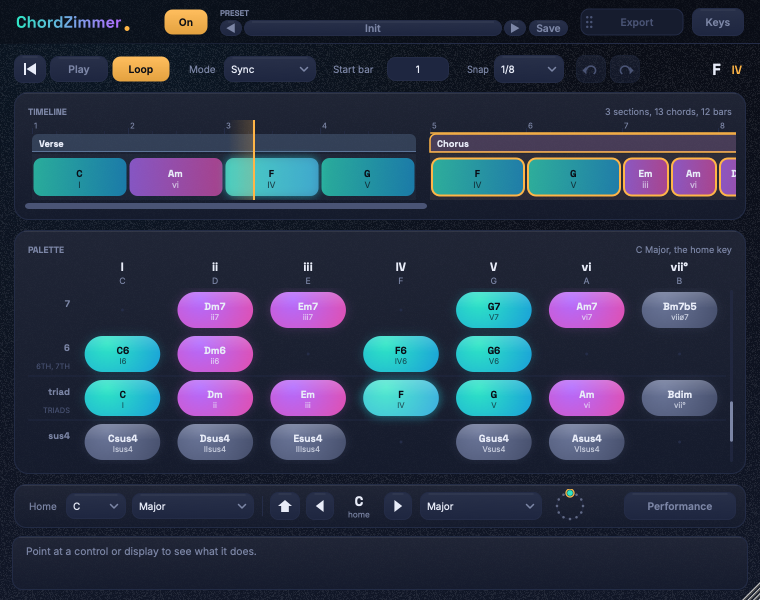 ChordZimmer
On
PRESET
Init
Save
Export
Keys
Play
Loop
Mode
Sync
Start bar
1
Snap
1/8
F IV
TIMELINE
3 sections, 13 chords, 12 bars
1 2 3 4 5 6 7 8
Verse
Chorus
C Am F G F G Em Am
I vi IV V IV V iii vi
PALETTE
C Major, the home key
I ii iii IV V vi vii°
C D E F G A B
7
Dm7 Em7 G7 Am7 Bm7b5
ii7 iii7 V7 vi7 viiø7
6
C6 Dm6 F6 G6
I6 ii6 IV6 V6
6TH, 7TH
triad
C Dm Em F G Am Bdim
I ii iii IV V vi vii°
TRIADS
sus4
Csus4 Dsus4 Esus4 Gsus4 Asus4
Isus4 IIsus4 IIIsus4 Vsus4 VIsus4
Home
C
Major
C
home
Major
Performance
Point at a control or display to see what it does.